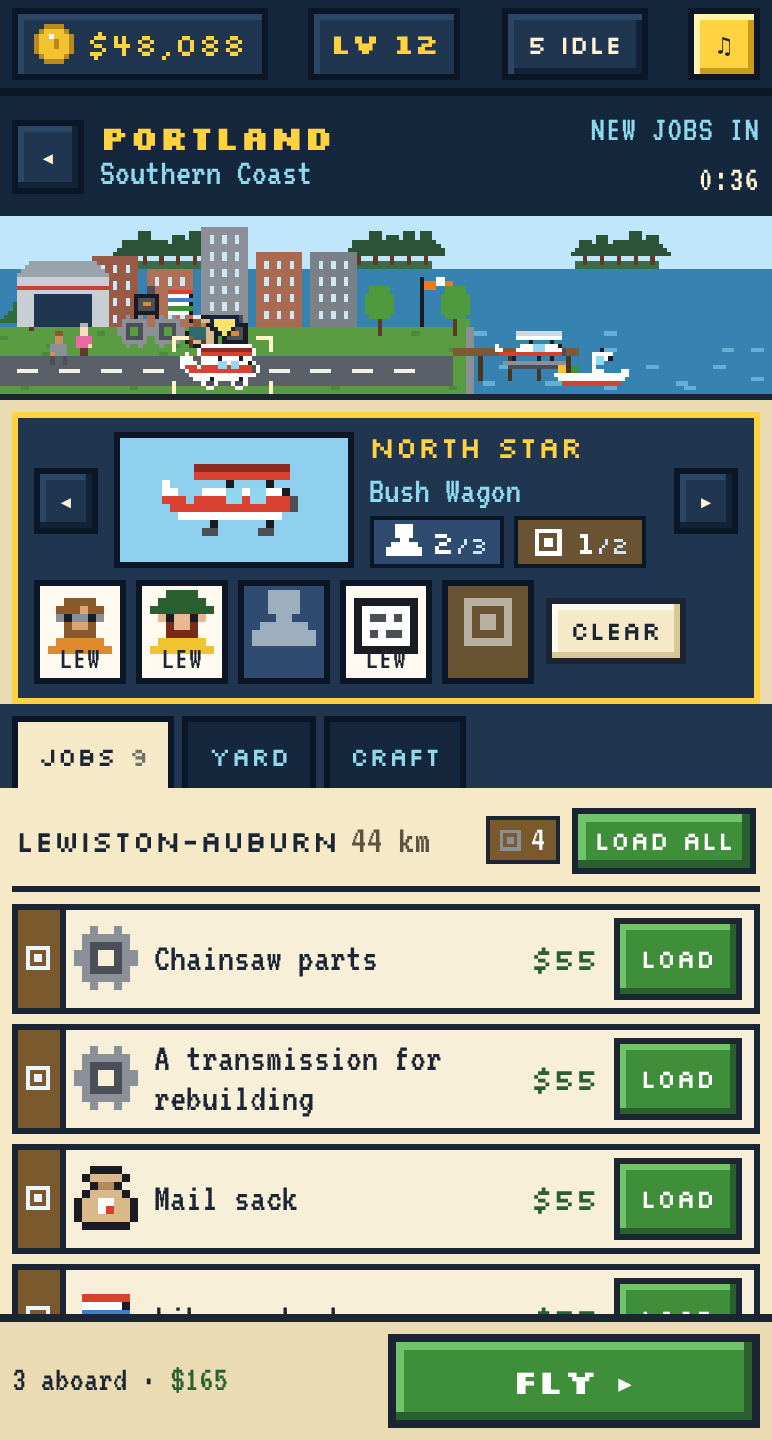 $48,088
LV 12
5 IDLE
♫
◂
PORTLAND
Southern Coast
NEW JOBS IN
0:36
NORTH STAR
◂
Bush Wagon
▸
2/3
1/2
LEW
LEW
LEW
CLEAR
JOBS 9
YARD
CRAFT
LEWISTON-AUBURN 44 km
4
LOAD ALL
Chainsaw parts
$55
LOAD
A transmission for
rebuilding
$55
LOAD
Mail sack
$55
LOAD
3 aboard · $165
FLY ▸